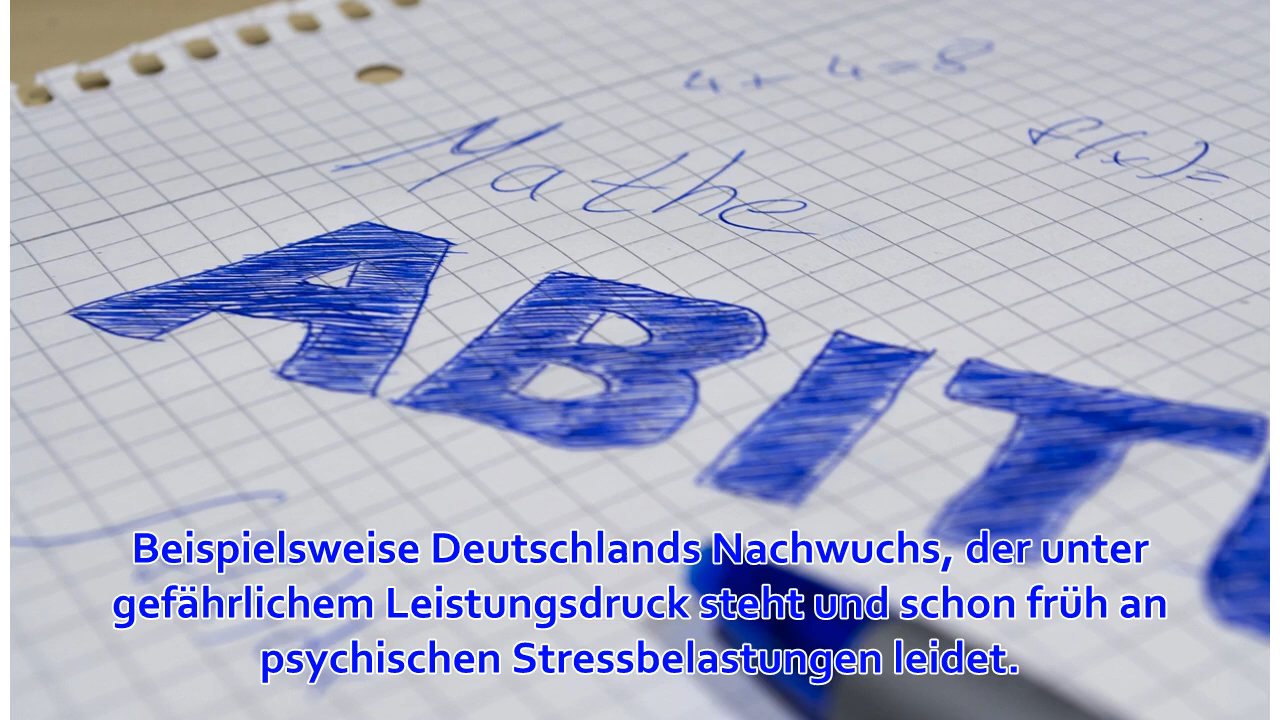 4 + 4 = 8
f(x) =
Mathe
ABIT
Beispielsweise Deutschlands Nachwuchs, der unter
gefährlichem Leistungsdruck steht und schon früh an
psychischen Stressbelastungen leidet.